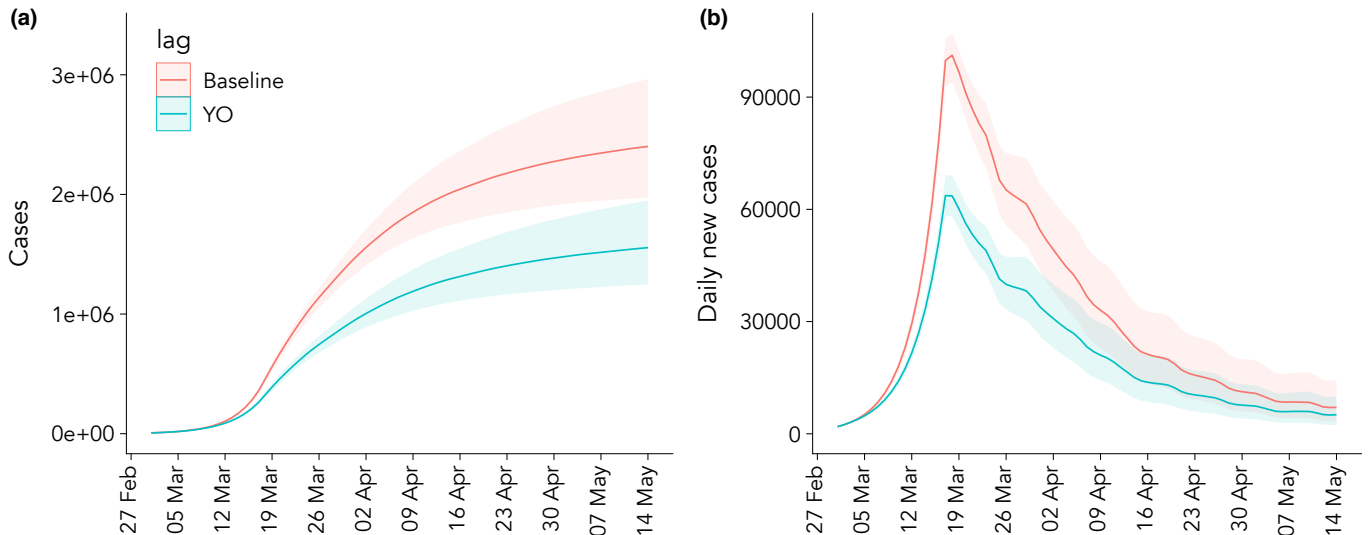 (a)
lag
Baseline
YO
Cases
3e+06
2e+06
1e+06
0e+00
27 Feb
05 Mar
12 Mar
19 Mar
26 Mar
02 Apr
09 Apr
16 Apr
23 Apr
30 Apr
07 May
14 May
(b)
Daily new cases
90000
60000
30000
0
27 Feb
05 Mar
12 Mar
19 Mar
26 Mar
02 Apr
09 Apr
16 Apr
23 Apr
30 Apr
07 May
14 May